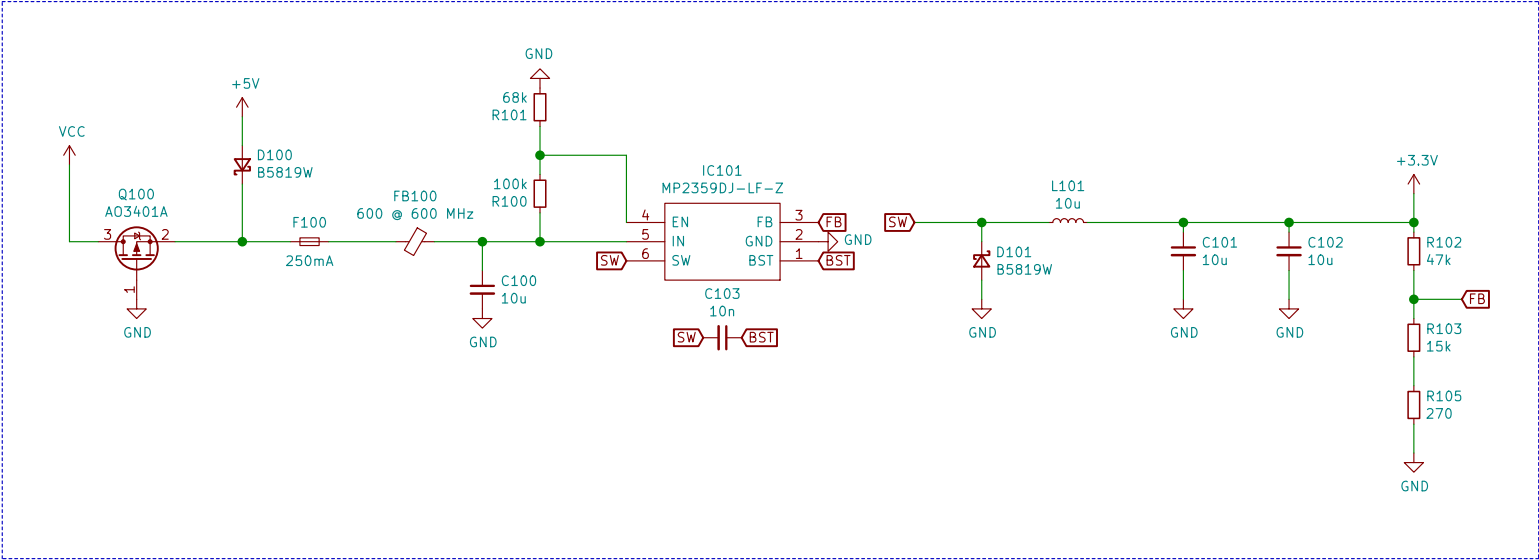 GND
+5V
68k
R101
VCC
D100
B5819W
Q100
AO3401A
3
2
1
GND
F100
250mA
FB100
600 @ 600 MHz
100k
R100
C100
10u
GND
IC101
MP2359DJ-LF-Z
4
EN
5
IN
6
SW
SW
FB
3
FB
GND
2
GND
BST
1
BST
C103
10n
SW
BST
SW
D101
B5819W
GND
L101
10u
C101
10u
GND
C102
10u
GND
+3.3V
R102
47k
FB
R103
15k
R105
270
GND